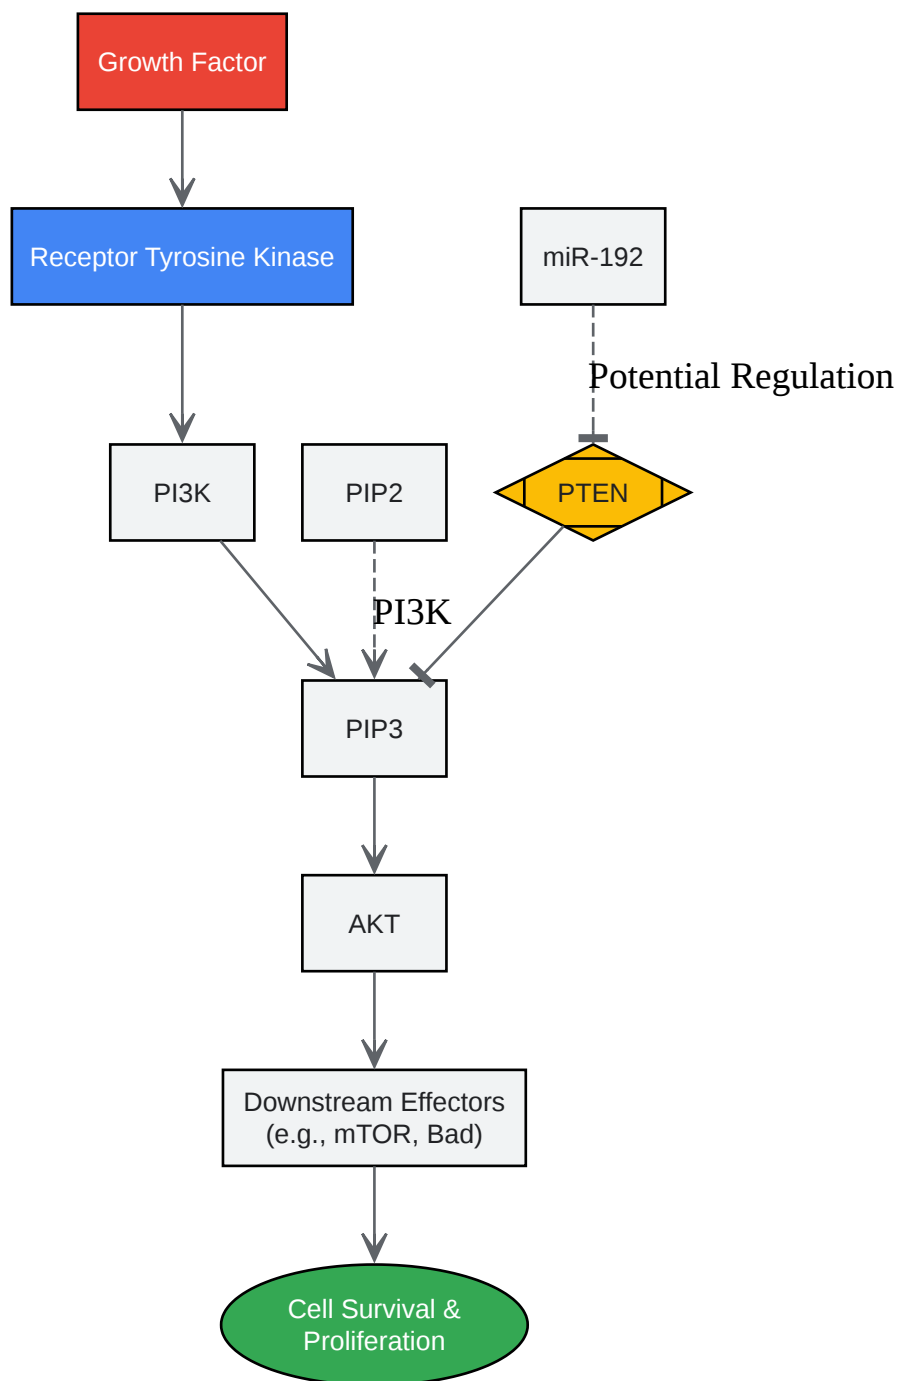 Growth Factor
Receptor Tyrosine Kinase
miR-192
Potential Regulation
PI3K
PIP2
PTEN
PI3K
PIP3
AKT
Downstream Effectors
(e.g., mTOR, Bad)
Cell Survival &
Proliferation